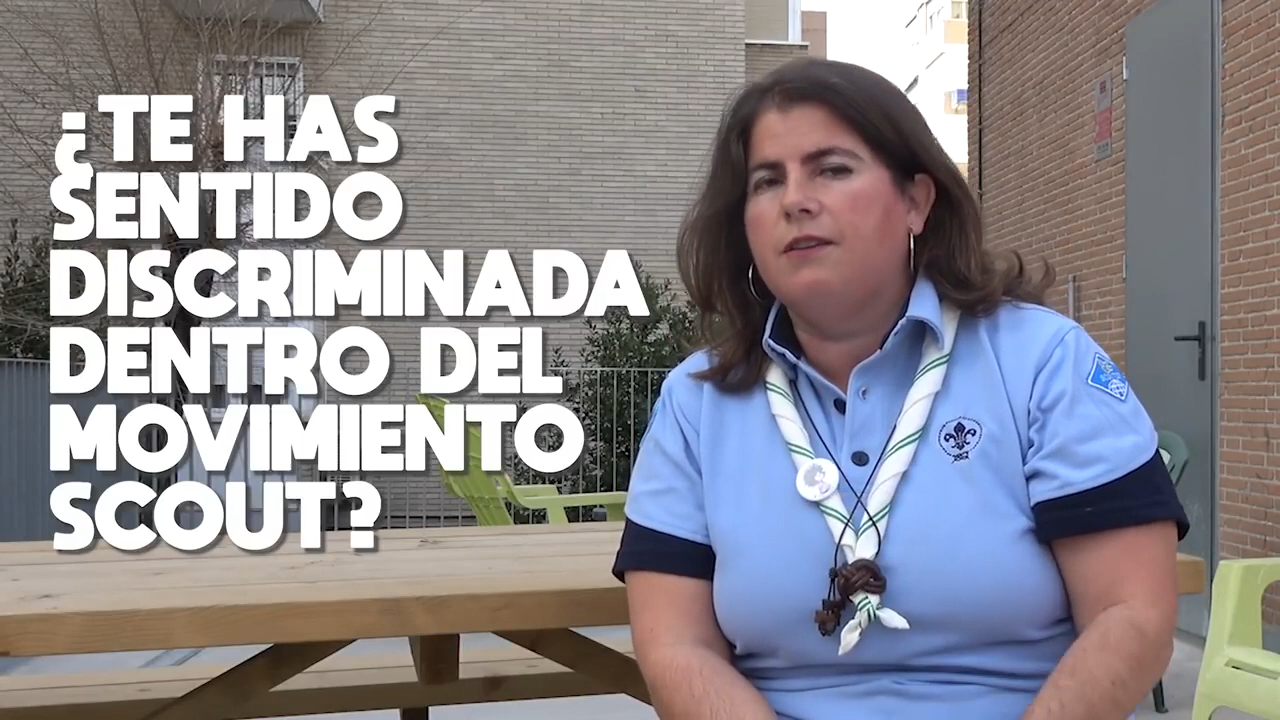 ¿TE HAS
SENTIDO
DISCRIMINADA
DENTRO DEL
MOVIMIENTO
SCOUT?